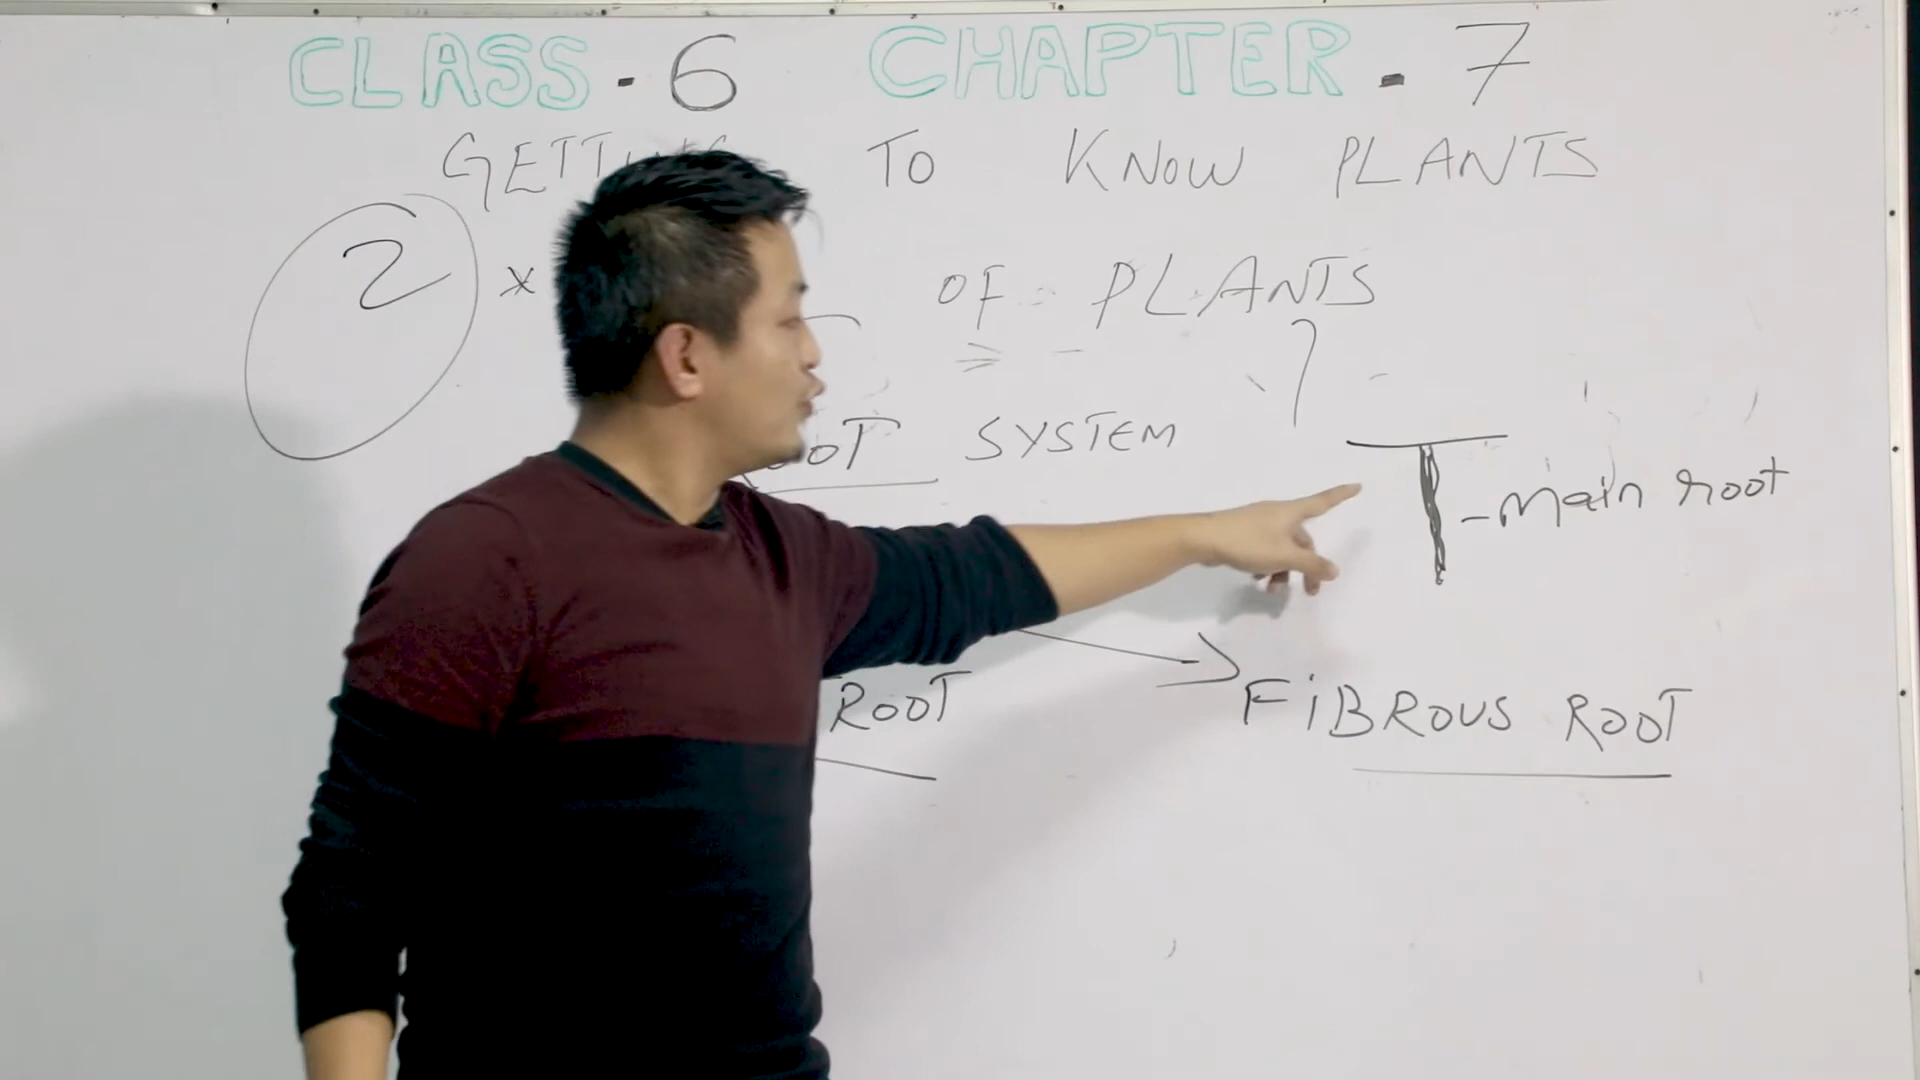 CLASS - 6 CHAPTER - 7
TO KNOW PLANTS
2 x OF PLANTS
SYSTEM
- main root
ROOT FIBROUS ROOT